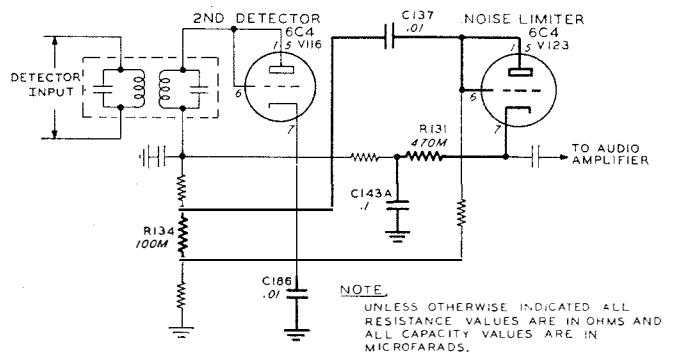 2ND DETECTOR
6C4
1 5 V116
6
7
DETECTOR
INPUT
C137
.01
NOISE LIMITER
6C4
1 5 V123
6
7
R131
470M
TO AUDIO
AMPLIFIER
C143A
.1
R134
100M
C186
.01
NOTE
UNLESS OTHERWISE INDICATED ALL
RESISTANCE VALUES ARE IN OHMS AND
ALL CAPACITY VALUES ARE IN
MICROFARADS.